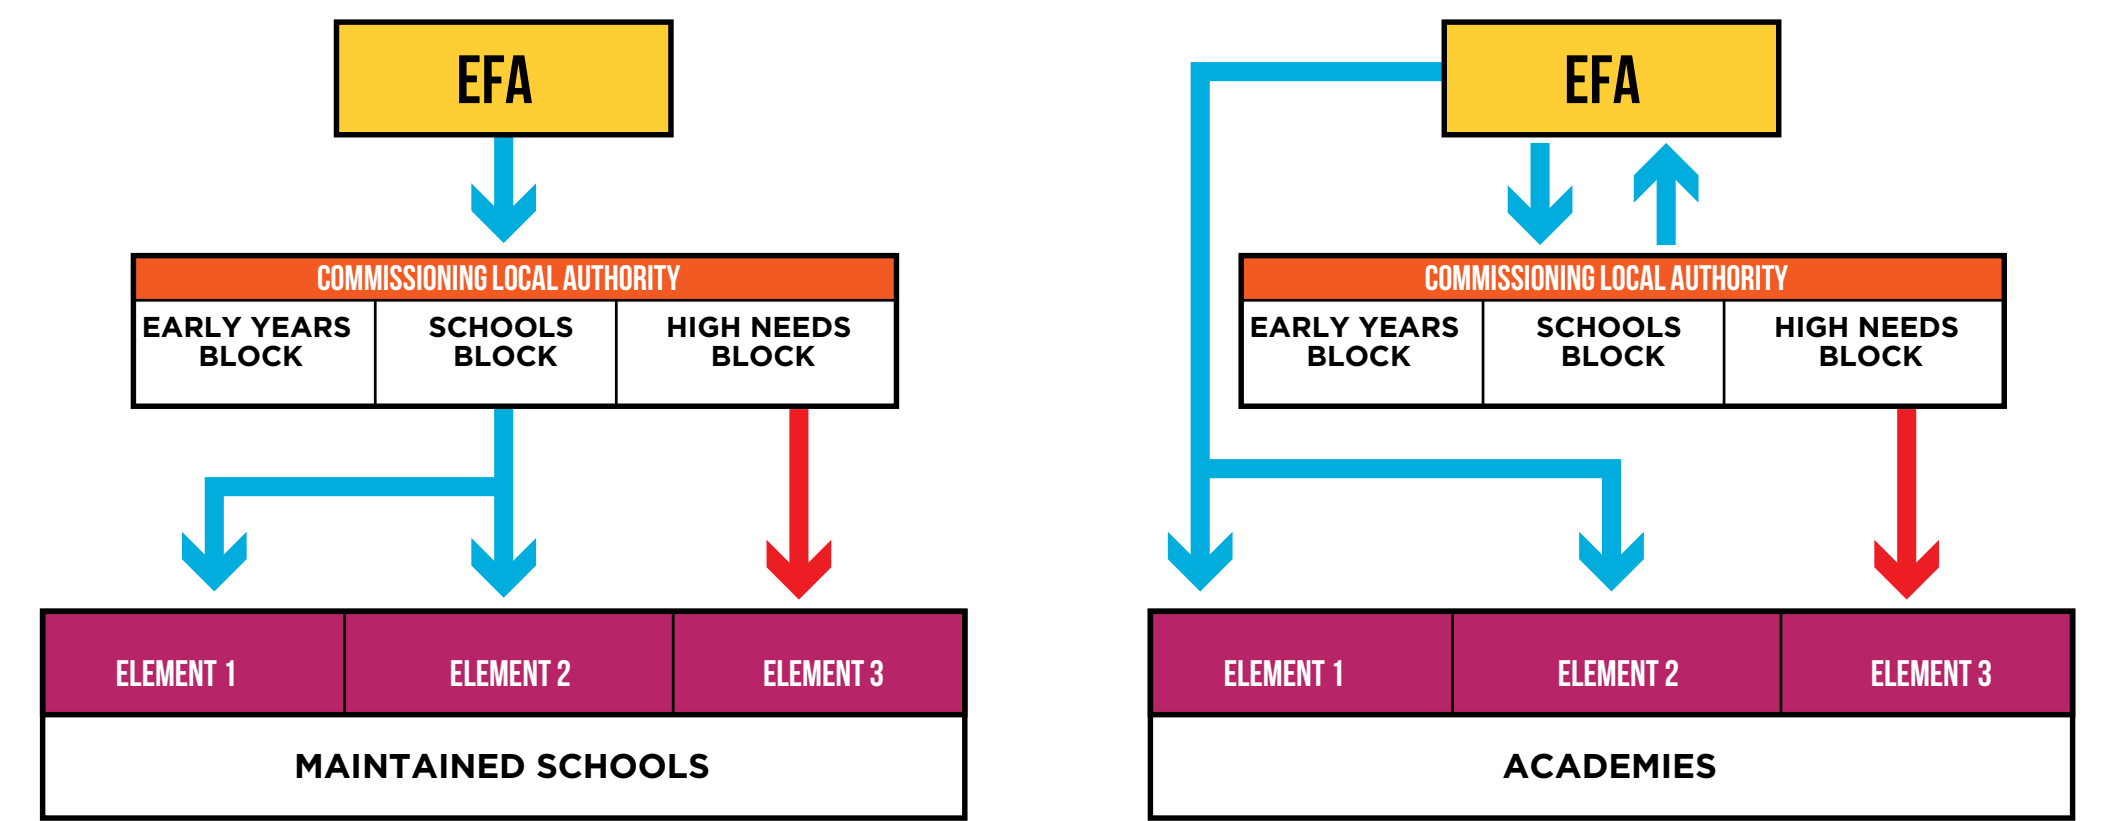 EFA
COMMISSIONING LOCAL AUTHORITY
EARLY YEARS
BLOCK
SCHOOLS
BLOCK
HIGH NEEDS
BLOCK
ELEMENT 1
ELEMENT 2
ELEMENT 3
MAINTAINED SCHOOLS
EFA
COMMISSIONING LOCAL AUTHORITY
EARLY YEARS
BLOCK
SCHOOLS
BLOCK
HIGH NEEDS
BLOCK
ELEMENT 1
ELEMENT 2
ELEMENT 3
ACADEMIES